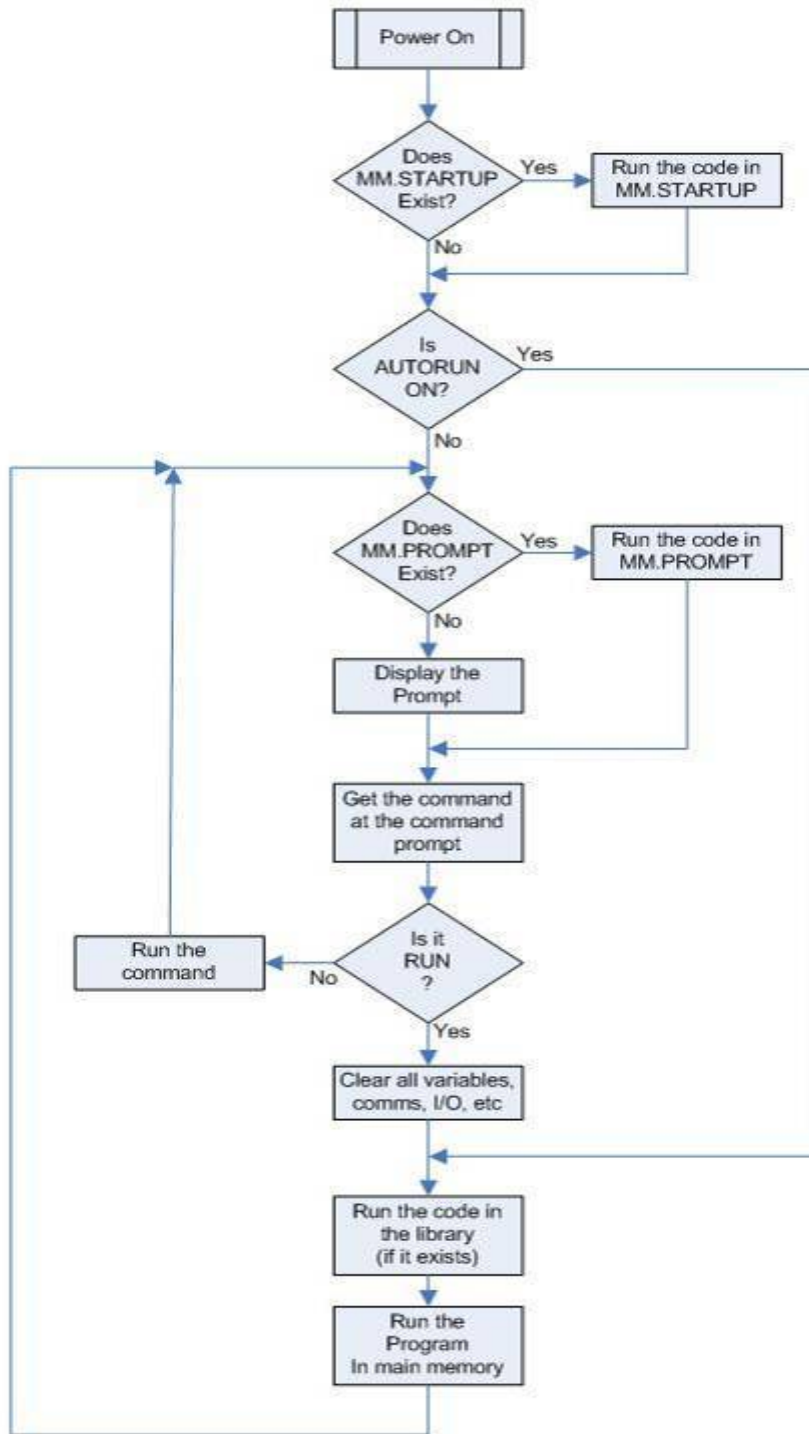 Power On
Does
MM.STARTUP
Exist?
Yes
Run the code in
MM.STARTUP
No
Is
AUTORUN
ON?
Yes
No
Does
MM.PROMPT
Exist?
Yes
Run the code in
MM.PROMPT
No
Display the
Prompt
Get the command
at the command
prompt
Is it
RUN
?
No
Run the
command
Yes
Clear all variables,
comms, I/O, etc
Run the code in
the library
(if it exists)
Run the
Program
In main memory